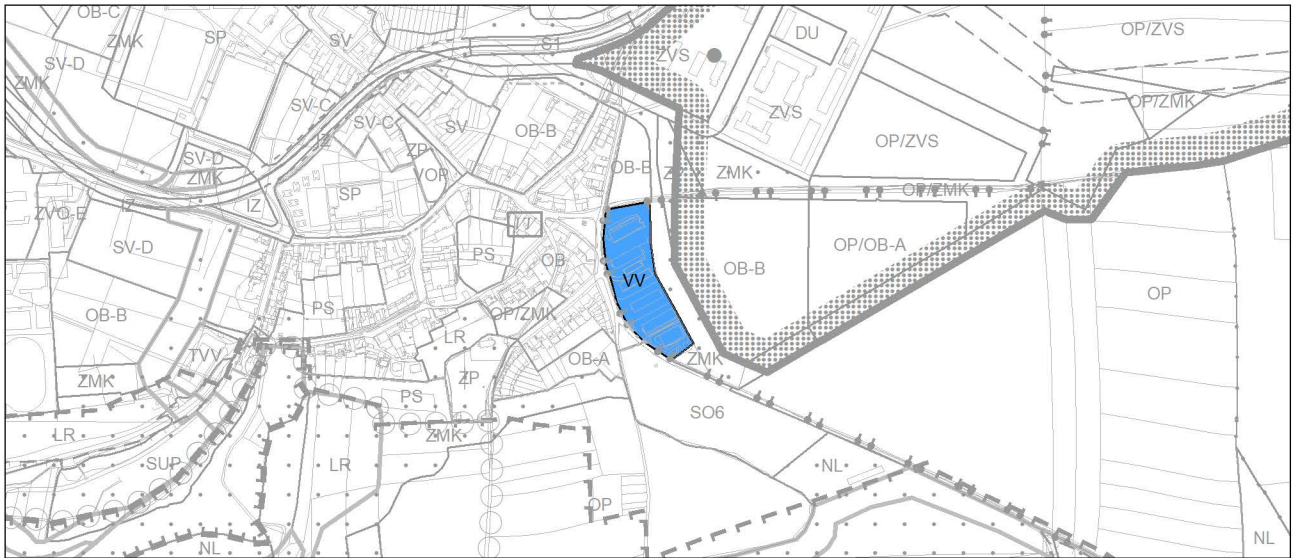 OB-C
ZMK
SP
SV
S1
ZVS
DU
OP/ZVS
SV-D
ZMK
SV-C
IZ
SV-C
SV
OB-B
ZVS
OP/ZMK
ZP
OP/ZVS
SV-D
ZMK
SP
VOP
OB-B
ZMK
OP/ZMK
ZVO-E
IZ
IZ
SV-D
PS
OB
VV
OB-B
OP/OB-A
OP
OB-B
PS
OP/ZMK
LR
OB-A
ZMK
TVV
ZMK
ZP
PS
SO6
LR
ZMK
SUP
LR
NL
OP
NL
NL